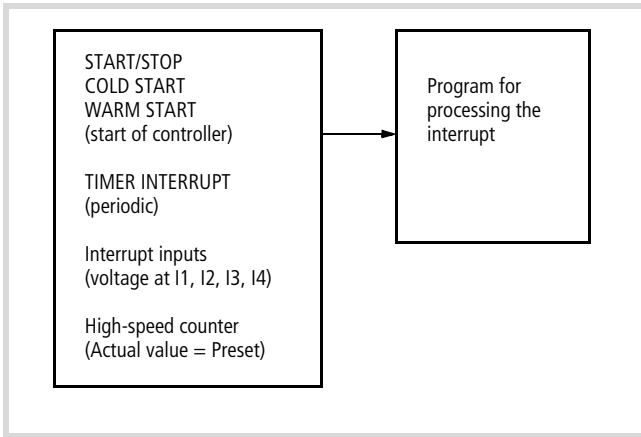 START/STOP
COLD START
WARM START
(start of controller)
TIMER INTERRUPT
(periodic)
Interrupt inputs
(voltage at I1, I2, I3, I4)
High-speed counter
(Actual value = Preset)
Program for
processing the
interrupt